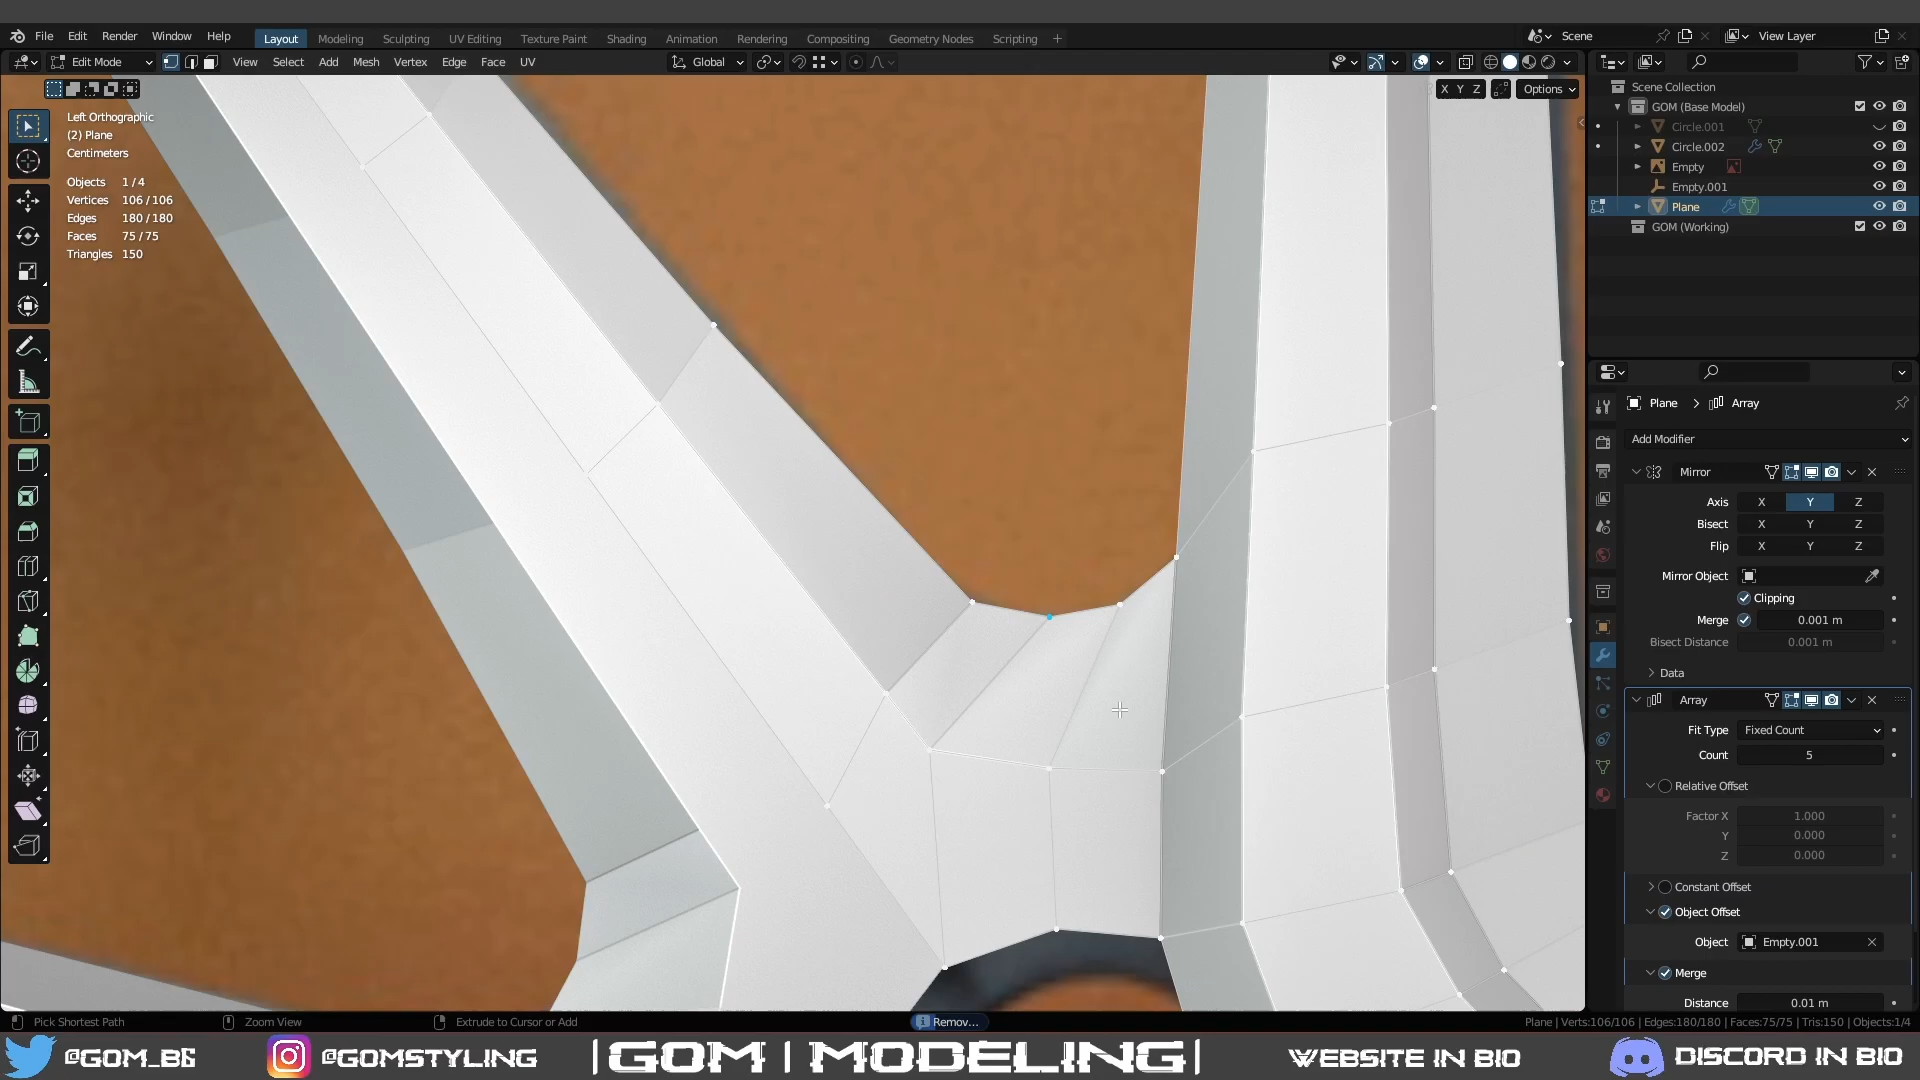 File Edit Render Window Help Layout Modeling Sculpting UV Editing Texture Paint Shading Animation Rendering Compositing Geometry Nodes Scripting + Scene View Layer
Edit Mode View Select Add Mesh Vertex Edge Face UV Global
X Y Z Options
Left Orthographic
(2) Plane
Centimeters
Objects 1 / 4
Vertices 106 / 106
Edges 180 / 180
Faces 75 / 75
Triangles 150
Scene Collection
GOM (Base Model)
Circle.001
Circle.002
Empty
Empty.001
Plane
GOM (Working)
Plane > Array
Add Modifier
Mirror
Axis X Y Z
Bisect X Y Z
Flip X Y Z
Mirror Object
Clipping
Merge 0.001 m
Bisect Distance 0.001 m
Data
Array
Fit Type Fixed Count
Count 5
Relative Offset
Factor X 1.000
Y 0.000
Z 0.000
Constant Offset
Object Offset
Object Empty.001
Merge
Distance 0.01 m
Pick Shortest Path Zoom View Extrude to Cursor or Add Remov... Plane | Verts:106/106 | Edges:180/180 | Faces:75/75 | Tris:150 | Objects:1/4
@GOM_B6 @GOMSTYLING |GOM | MODELING| WEBSITE IN BIO DISCORD IN BIO